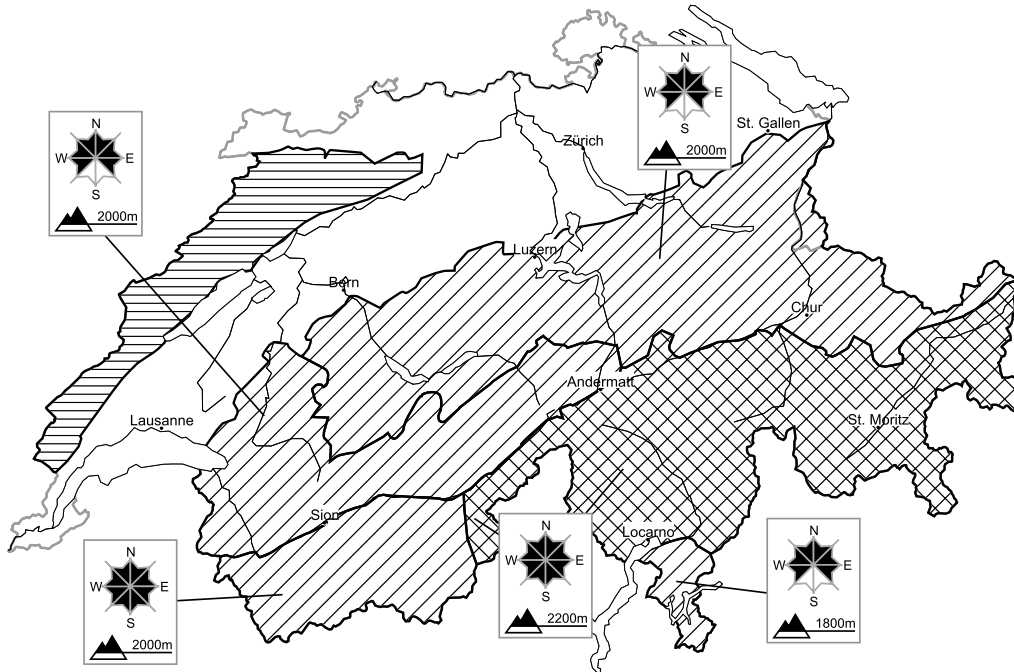 N
W E
S
2000m
St. Gallen
N
W E
S
2000m
Zürich
Luzern
Bern
Chur
Andermatt
Lausanne
St. Moritz
Sion
Locarno
N
W E
S
2000m
N
W E
S
2200m
N
W E
S
1800m